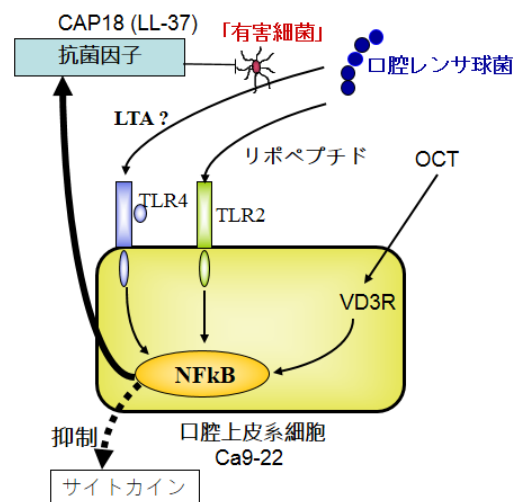 CAP18 (LL-37)
「有害細菌」
抗菌因子
口腔レンサ球菌
LTA ?
リポペプチド
OCT
TLR4
TLR2
VD3R
NFkB
抑制
口腔上皮系細胞
Ca9-22
サイトカイン